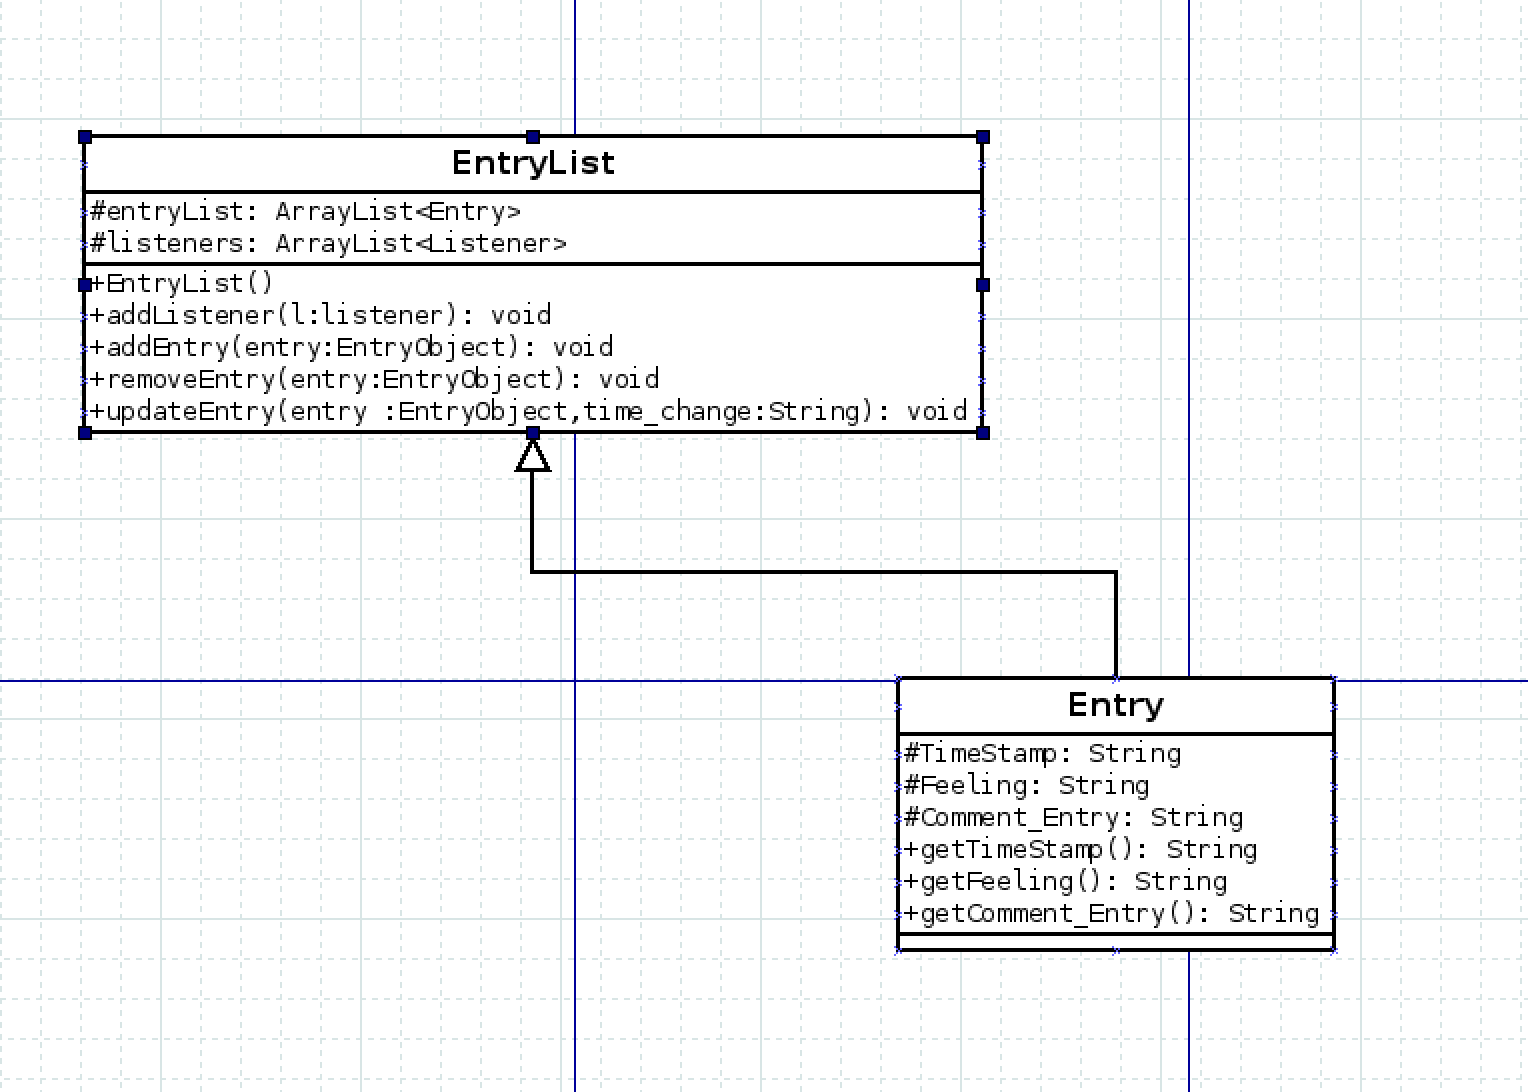 EntryList
#entryList: ArrayList<Entry>
#listeners: ArrayList<Listener>
+EntryList()
+addListener(l:listener): void
+addEntry(entry:EntryObject): void
+removeEntry(entry:EntryObject): void
+updateEntry(entry :EntryObject,time_change:String): void
Entry
#TimeStamp: String
#Feeling: String
#Comment_Entry: String
+getTimeStamp(): String
+getFeeling(): String
+getComment_Entry(): String